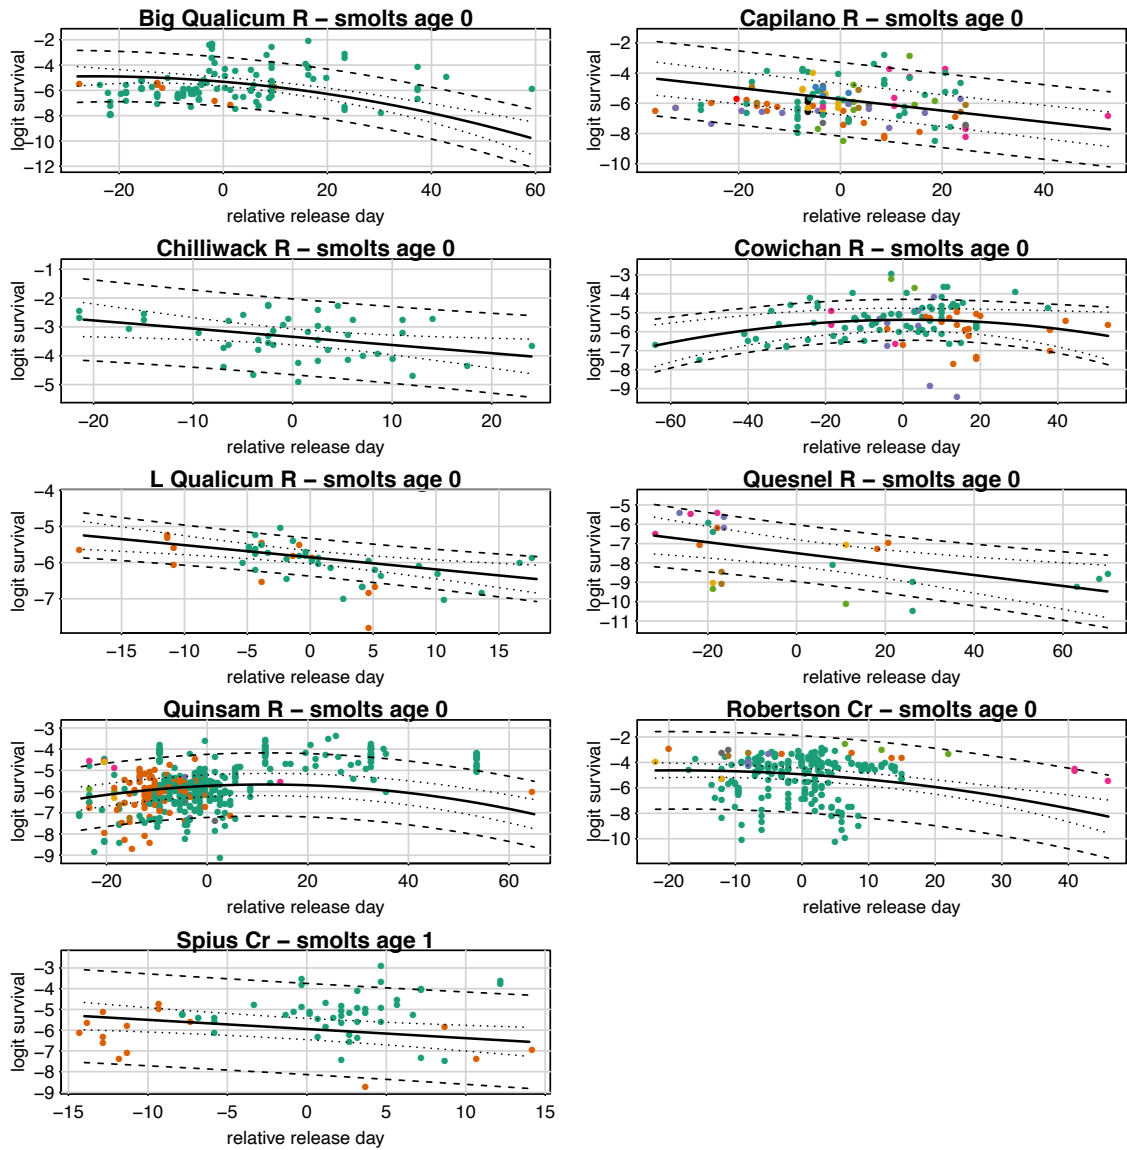 Big Qualicum R – smolts age 0
logit survival
−2
−4
−6
−8
−10
−12
−20 0 20 40 60
relative release day
Capilano R – smolts age 0
logit survival
−2
−4
−6
−8
−10
−20 0 20 40
relative release day
Chilliwack R – smolts age 0
logit survival
−1
−2
−3
−4
−5
−20 −10 0 10 20
relative release day
Cowichan R – smolts age 0
logit survival
−3
−4
−5
−6
−7
−8
−9
−60 −40 −20 0 20 40
relative release day
L Qualicum R – smolts age 0
logit survival
−4
−5
−6
−7
−15 −10 −5 0 5 10 15
relative release day
Quesnel R – smolts age 0
logit survival
−5
−6
−7
−8
−9
−10
−11
−20 0 20 40 60
relative release day
Quinsam R – smolts age 0
logit survival
−3
−4
−5
−6
−7
−8
−9
−20 0 20 40 60
relative release day
Robertson Cr – smolts age 0
logit survival
−2
−4
−6
−8
−10
−20 −10 0 10 20 30 40
relative release day
Spius Cr – smolts age 1
logit survival
−3
−4
−5
−6
−7
−8
−9
−15 −10 −5 0 5 10 15
relative release day